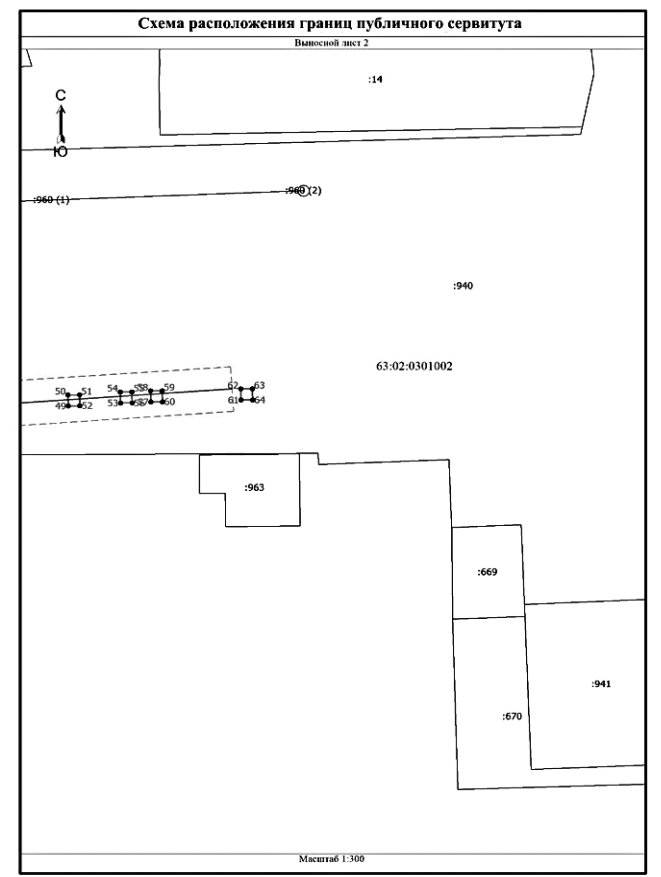 Схема расположения границ публичного сервитута
Выносной лист 2
:14
С
Ю
:960 (1)
:960 (2)
:940
63:02:0301002
50 51 54 55 58 59 62 63
49 52 53 56 57 60 61 64
:963
:669
:941
:670
Масштаб 1:300